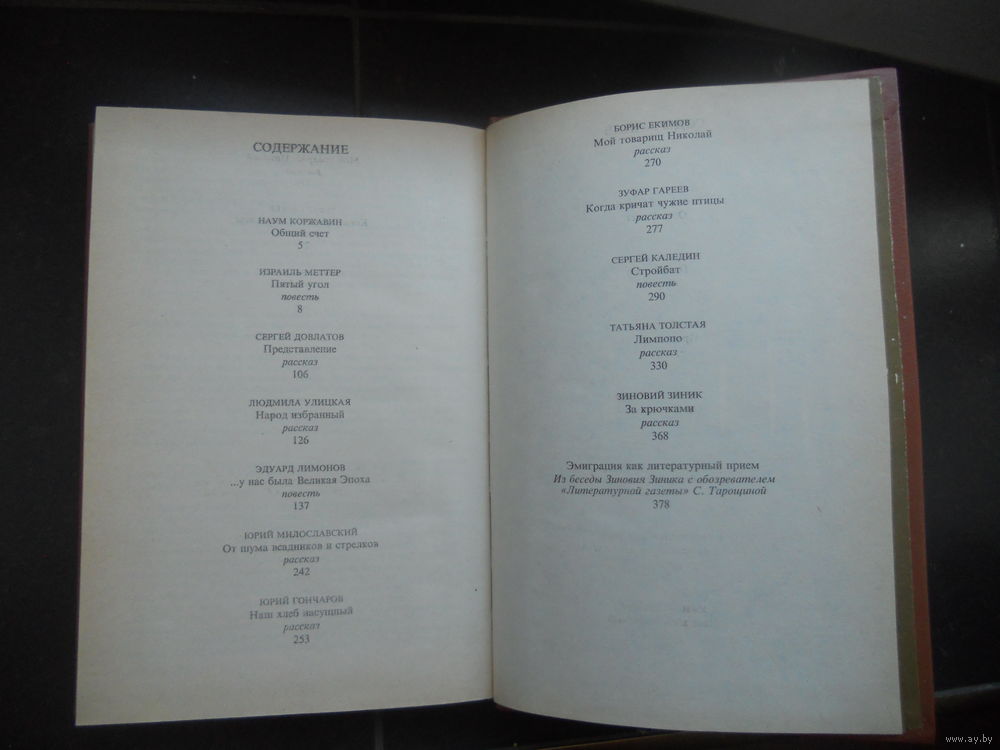 СОДЕРЖАНИЕ
НАУМ КОРЖАВИН
Общий счет
5
ИЗРАИЛЬ МЕТТЕР
Пятый угол
повесть
8
СЕРГЕЙ ДОВЛАТОВ
Представление
рассказ
106
ЛЮДМИЛА УЛИЦКАЯ
Народ избранный
рассказ
126
ЭДУАРД ЛИМОНОВ
...у нас была Великая Эпоха
повесть
137
ЮРИЙ МИЛОСЛАВСКИЙ
От шума всадников и стрелков
рассказ
242
ЮРИЙ ГОНЧАРОВ
Наш хлеб насущный
рассказ
253
БОРИС ЕКИМОВ
Мой товарищ Николай
рассказ
270
ЗУФАР ГАРЕЕВ
Когда кричат чужие птицы
рассказ
277
СЕРГЕЙ КАЛЕДИН
Стройбат
повесть
290
ТАТЬЯНА ТОЛСТАЯ
Лимпопо
рассказ
330
ЗИНОВИЙ ЗИНИК
За крючками
рассказ
368
Эмиграция как литературный прием
Из беседы Зиновия Зиника с обозревателем
«Литературной газеты» С. Тарощиной
378
www.ay.by